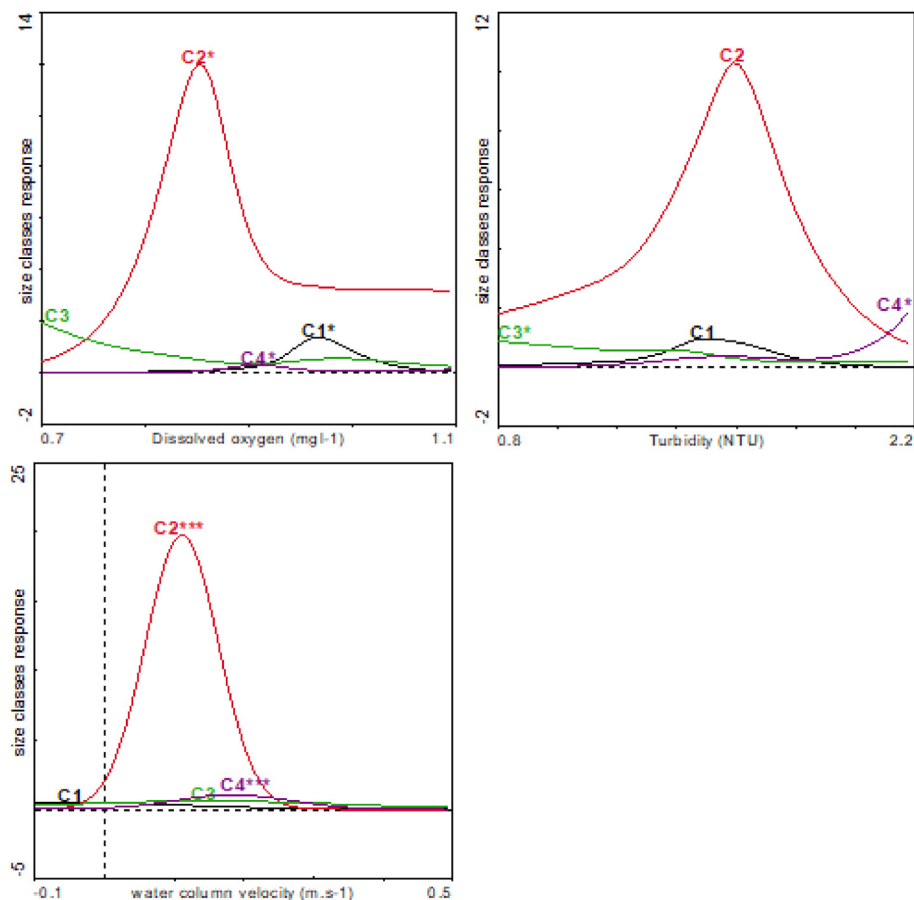 14
C2*
size classes response
C3
C1*
C4*
-2
0.7 Dissolved oxygen (mgl-1) 1.1
12
C2
size classes response
C4*
C3*
C1
-2
0.8 Turbidity (NTU) 2.2
25
C2***
size classes response
C4***
C1
C3
-5
-0.1 water column velocity (m.s-1) 0.5